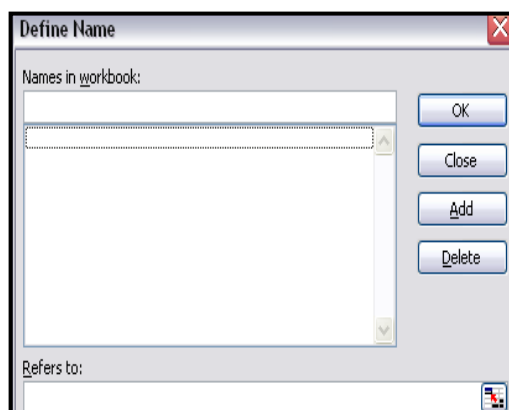 Define Name
Names in workbook:
OK
Close
Add
Delete
Refers to: